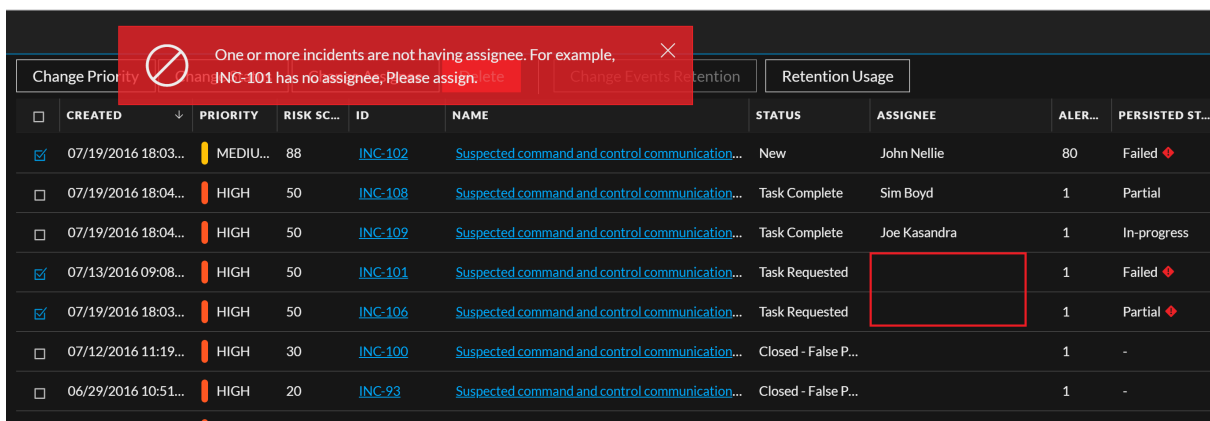 One or more incidents are not having assignee. For example,
INC-101 has no assignee, Please assign.
Change Priority Delete Change Events Retention Retention Usage
CREATED PRIORITY RISK SC... ID NAME STATUS ASSIGNEE ALER... PERSISTED ST...
07/19/2016 18:03... MEDIU... 88 INC-102 Suspected command and control communication... New John Nellie 80 Failed
07/19/2016 18:04... HIGH 50 INC-108 Suspected command and control communication... Task Complete Sim Boyd 1 Partial
07/19/2016 18:04... HIGH 50 INC-109 Suspected command and control communication... Task Complete Joe Kasandra 1 In-progress
07/13/2016 09:08... HIGH 50 INC-101 Suspected command and control communication... Task Requested 1 Failed
07/19/2016 18:03... HIGH 50 INC-106 Suspected command and control communication... Task Requested 1 Partial
07/12/2016 11:19... HIGH 30 INC-100 Suspected command and control communication... Closed - False P... 1 -
06/29/2016 10:51... HIGH 20 INC-93 Suspected command and control communication... Closed - False P... 1 -